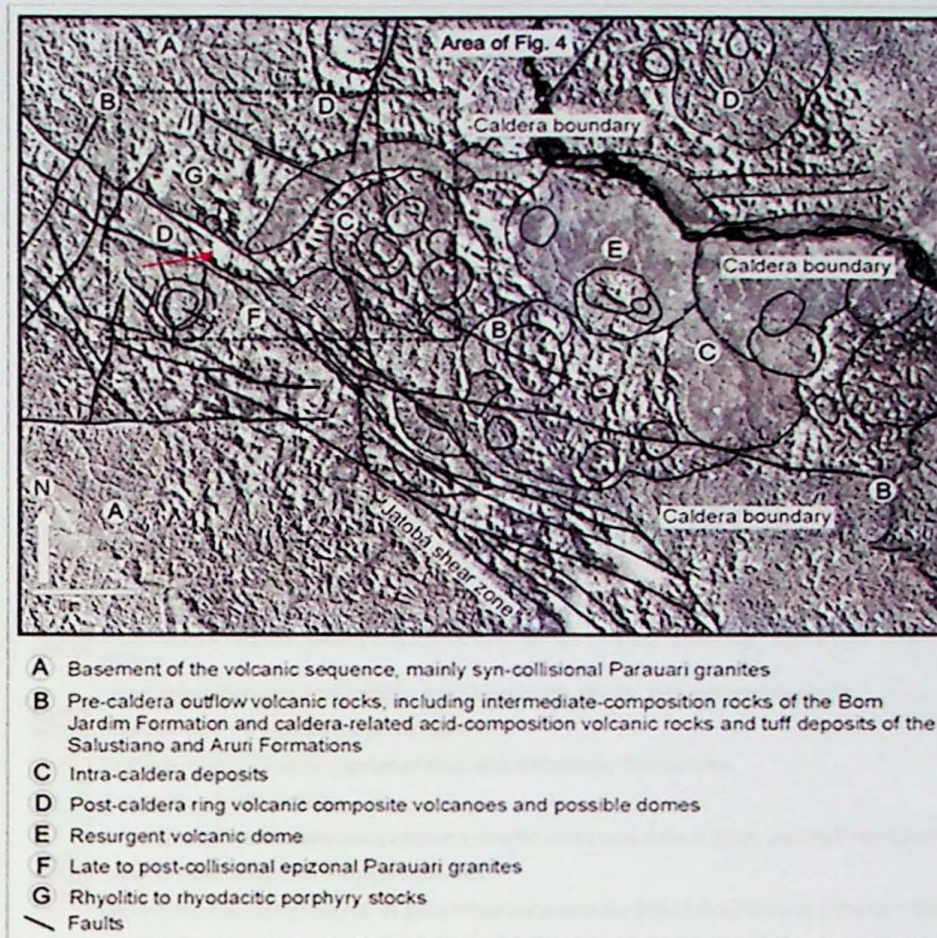 A
Area of Fig. 4
B
D
D
Caldera boundary
G
C
D
E
Caldera boundary
F
B
C
N
A
B
Caldera boundary
Jatobá shear zone
A Basement of the volcanic sequence, mainly syn-collisional Parauari granites
B Pre-caldera outflow volcanic rocks, including intermediate-composition rocks of the Bom
Jardim Formation and caldera-related acid-composition volcanic rocks and tuff deposits of the
Salustiano and Aruri Formations
C Intra-caldera deposits
D Post-caldera ring volcanic composite volcanoes and possible domes
E Resurgent volcanic dome
F Late to post-collisional epizonal Parauari granites
G Rhyolitic to rhyodacitic porphyry stocks
Faults